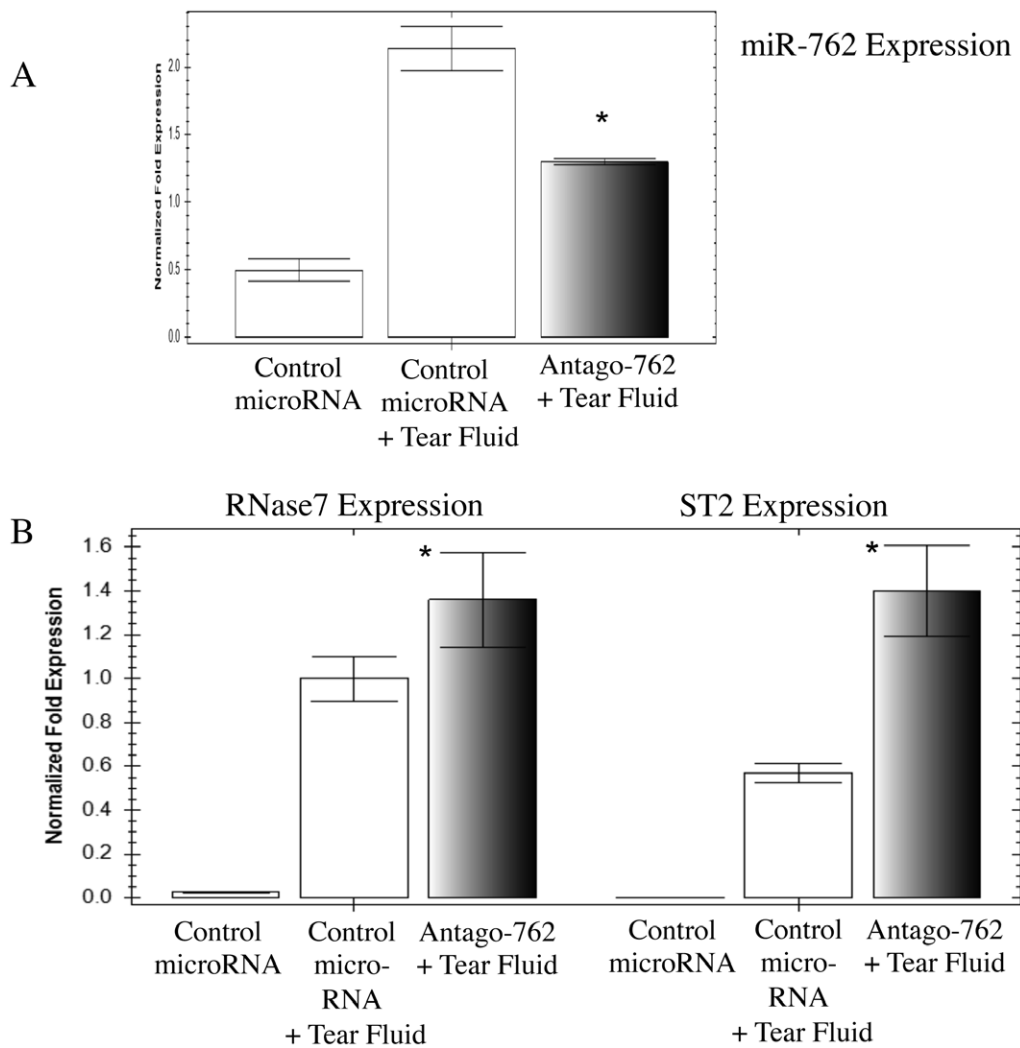 A
miR-762 Expression
Normalized Fold Expression
2.0
1.5
1.0
0.5
0.0
*
Control
microRNA
Control
microRNA
+ Tear Fluid
Antago-762
+ Tear Fluid
B
RNase7 Expression
ST2 Expression
Normalized Fold Expression
1.6
1.4
1.2
1.0
0.8
0.6
0.4
0.2
0.0
*
*
Control
microRNA
Control
micro-
RNA
+ Tear Fluid
Antago-762
+ Tear Fluid
Control
microRNA
Control
micro-
RNA
+ Tear Fluid
Antago-762
+ Tear Fluid